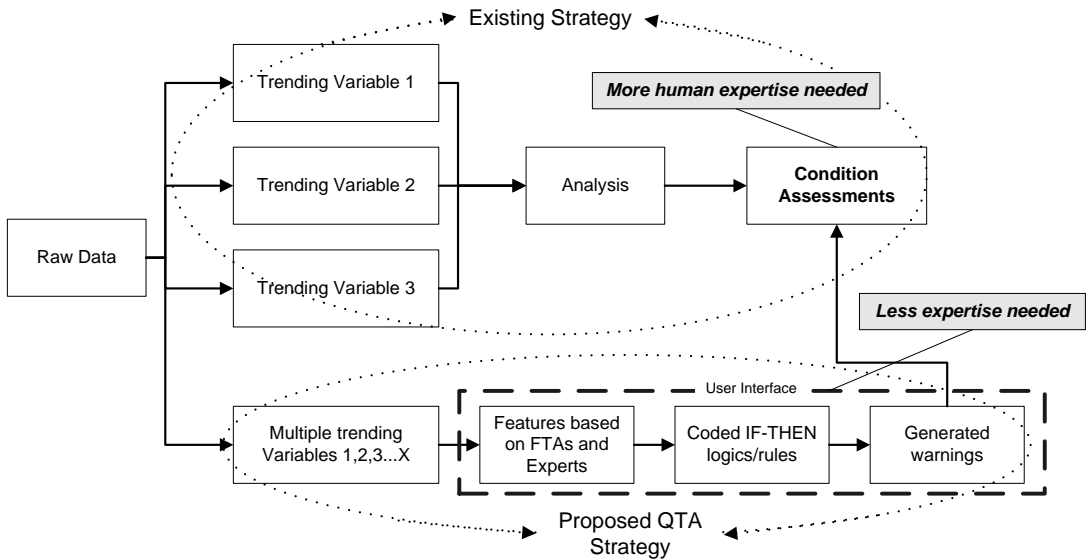 Existing Strategy
Trending Variable 1
More human expertise needed
Trending Variable 2
Analysis
Condition
Assessments
Raw Data
Trending Variable 3
Less expertise needed
User Interface
Multiple trending
Variables 1,2,3...X
Features based
on FTAs and
Experts
Coded IF-THEN
logics/rules
Generated
warnings
Proposed QTA
Strategy